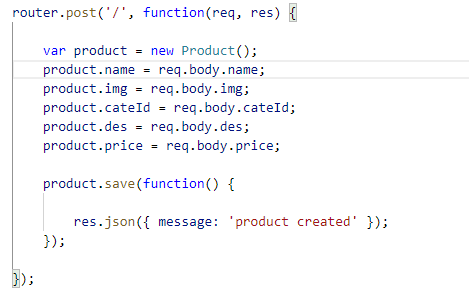 router.post('/', function(req, res) {
var product = new Product();
product.name = req.body.name;
product.img = req.body.img;
product.cateId = req.body.cateId;
product.des = req.body.des;
product.price = req.body.price;
product.save(function() {
res.json({ message: 'product created' });
});
});